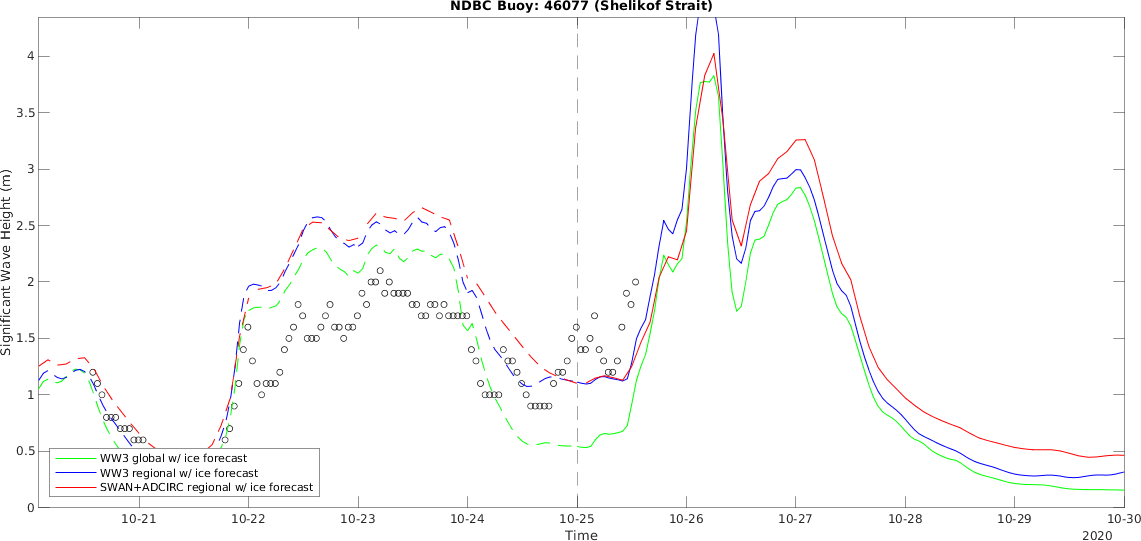 NDBC Buoy: 46077 (Shelikof Strait)
Significant Wave Height (m)
4
3.5
3
2.5
2
1.5
1
0.5
0
WW3 global w/ ice forecast
WW3 regional w/ ice forecast
SWAN+ADCIRC regional w/ ice forecast
10-21 10-22 10-23 10-24 10-25 10-26 10-27 10-28 10-29 10-30
Time
2020